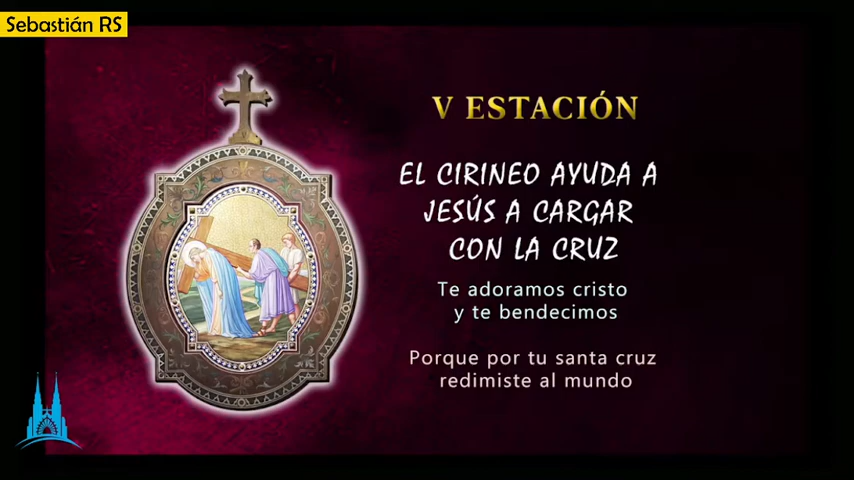 Sebastián RS
V ESTACIÓN
EL CIRINEO AYUDA A
JESÚS A CARGAR
CON LA CRUZ
Te adoramos cristo
y te bendecimos
Porque por tu santa cruz
redimiste al mundo